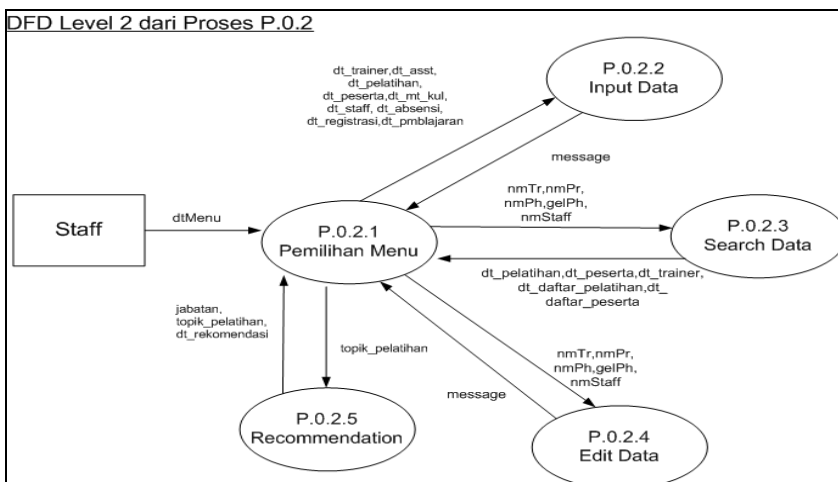 DFD Level 2 dari Proses P.0.2
dt_trainer,dt_asst,
dt_pelatihan,
dt_peserta,dt_mt_kul,
dt_staff, dt_absensi,
dt_registrasi,dt_pmblajaran
P.0.2.2
Input Data
message
nmTr,nmPr,
nmPh,gelPh,
nmStaff
Staff
dtMenu
P.0.2.1
Pemilihan Menu
P.0.2.3
Search Data
dt_pelatihan,dt_peserta,dt_trainer,
dt_daftar_pelatihan,dt_
daftar_peserta
jabatan,
topik_pelatihan,
dt_rekomendasi
topik_pelatihan
nmTr,nmPr,
nmPh,gelPh,
nmStaff
message
P.0.2.5
Recommendation
P.0.2.4
Edit Data